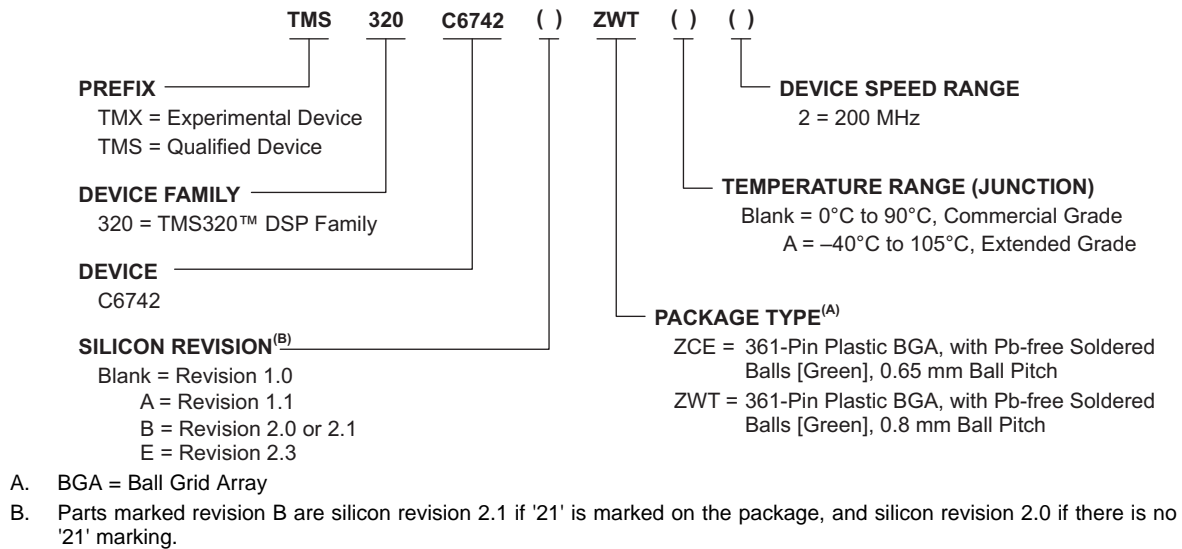 TMS 320 C6742 ( ) ZWT ( ) ( )
PREFIX
TMX = Experimental Device
TMS = Qualified Device
DEVICE FAMILY
320 = TMS320™ DSP Family
DEVICE
C6742
SILICON REVISION(B)
Blank = Revision 1.0
A = Revision 1.1
B = Revision 2.0 or 2.1
E = Revision 2.3
DEVICE SPEED RANGE
2 = 200 MHz
TEMPERATURE RANGE (JUNCTION)
Blank = 0°C to 90°C, Commercial Grade
A = –40°C to 105°C, Extended Grade
PACKAGE TYPE(A)
ZCE = 361-Pin Plastic BGA, with Pb-free Soldered
Balls [Green], 0.65 mm Ball Pitch
ZWT = 361-Pin Plastic BGA, with Pb-free Soldered
Balls [Green], 0.8 mm Ball Pitch
A. BGA = Ball Grid Array
B. Parts marked revision B are silicon revision 2.1 if '21' is marked on the package, and silicon revision 2.0 if there is no
'21' marking.